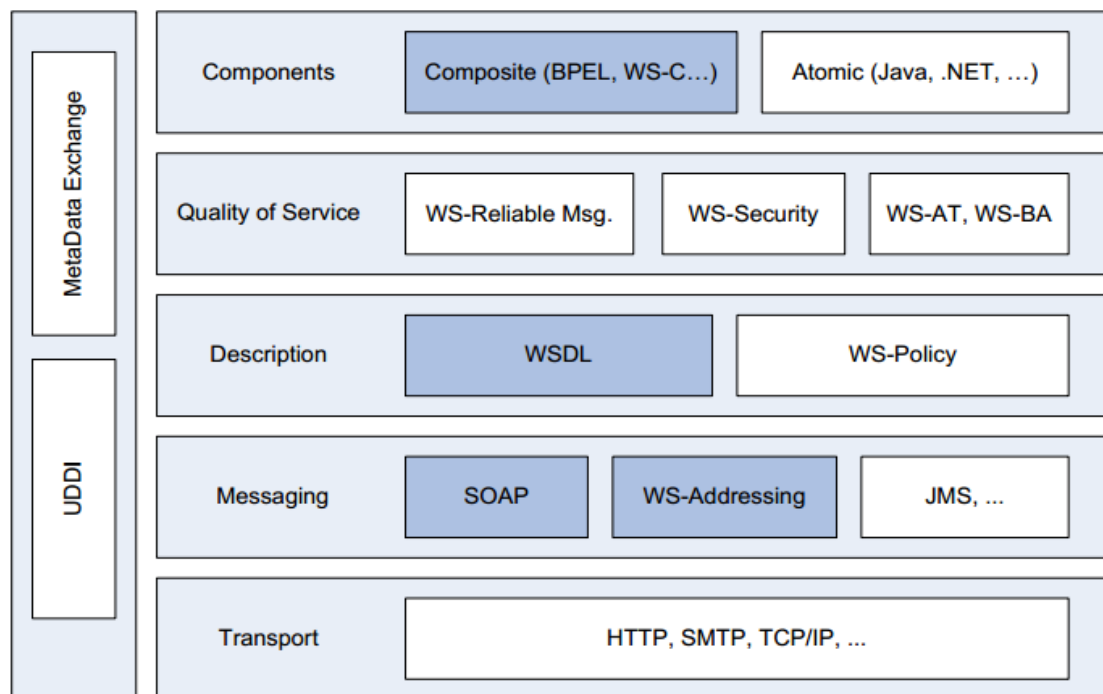 MetaData Exchange
UDDI
Components
Composite (BPEL, WS-C…)
Atomic (Java, .NET, …)
Quality of Service
WS-Reliable Msg.
WS-Security
WS-AT, WS-BA
Description
WSDL
WS-Policy
Messaging
SOAP
WS-Addressing
JMS, ...
Transport
HTTP, SMTP, TCP/IP, ...